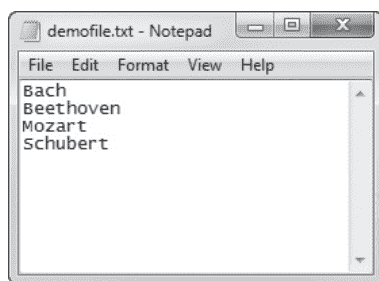 demofile.txt - Notepad
File Edit Format View Help
Bach
Beethoven
Mozart
Schubert